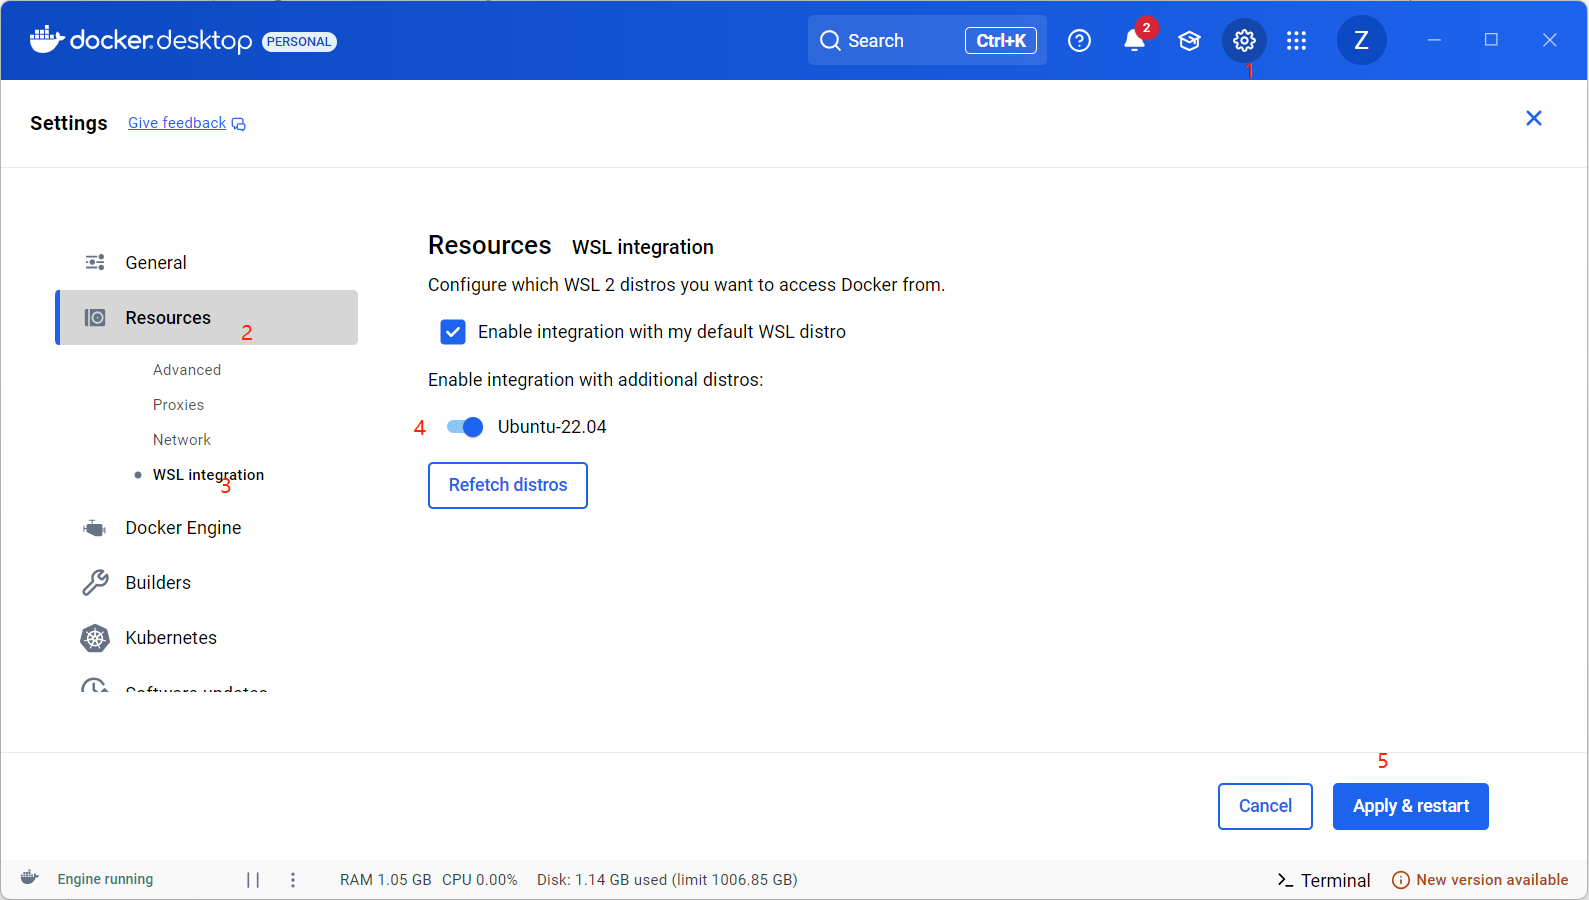 docker.desktop PERSONAL Search Ctrl+K 2 Z
1
Settings Give feedback
Resources WSL integration
Configure which WSL 2 distros you want to access Docker from.
Enable integration with my default WSL distro
Enable integration with additional distros:
4 Ubuntu-22.04
Refetch distros
General
Resources
2
Advanced
Proxies
Network
WSL integration
3
Docker Engine
Builders
Kubernetes
Software updates
5
Cancel Apply & restart
Engine running RAM 1.05 GB CPU 0.00% Disk: 1.14 GB used (limit 1006.85 GB) Terminal New version available